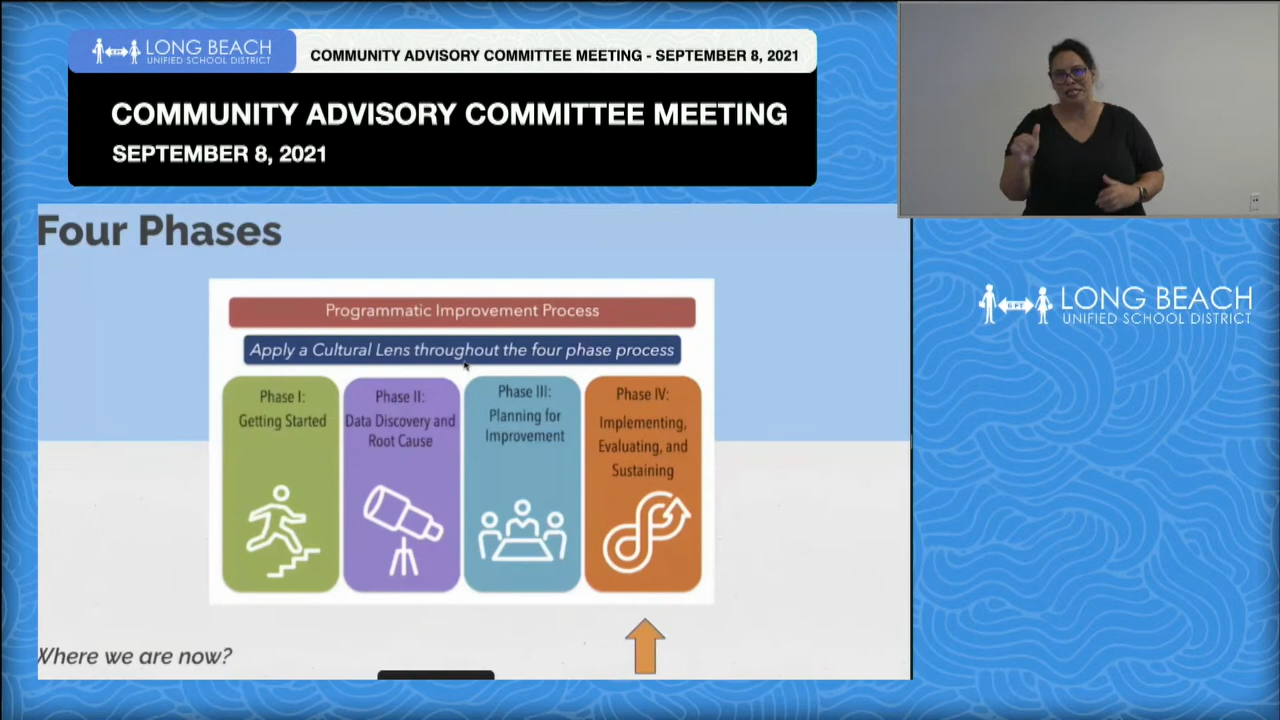 LONG BEACH
UNIFIED SCHOOL DISTRICT
COMMUNITY ADVISORY COMMITTEE MEETING - SEPTEMBER 8, 2021
COMMUNITY ADVISORY COMMITTEE MEETING
SEPTEMBER 8, 2021
Four Phases
Programmatic Improvement Process
Apply a Cultural Lens throughout the four phase process
Phase I:
Getting Started
Phase II:
Data Discovery and
Root Cause
Phase III:
Planning for
Improvement
Phase IV:
Implementing,
Evaluating, and
Sustaining
Where we are now?
6 FT
LONG BEACH
UNIFIED SCHOOL DISTRICT